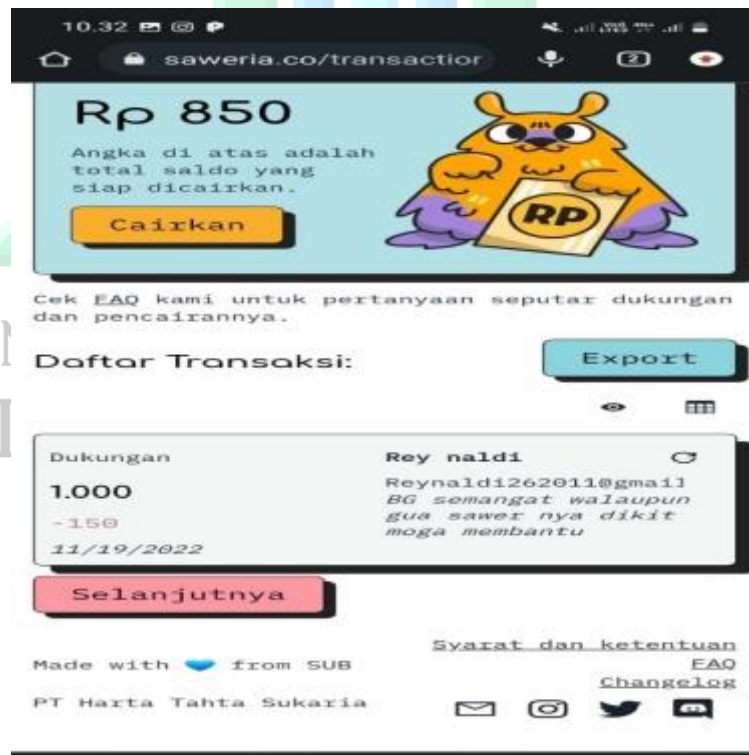 10.32
saweria.co/transactior
2
Rp 850
Angka di atas adalah
total saldo yang
siap dicairkan.
Cairkan
RP
Cek FAQ kami untuk pertanyaan seputar dukungan
dan pencairannya.
Daftar Transaksi:
Export
Dukungan
1.000
-150
11/19/2022
Rey naldi
Reynaldi262011@gmail
BG semangat walaupun
gua sawer nya dikit
moga membantu
Selanjutnya
Made with 💙 from SUB
PT Harta Tahta Sukaria
Syarat dan ketentuan
FAQ
Changelog